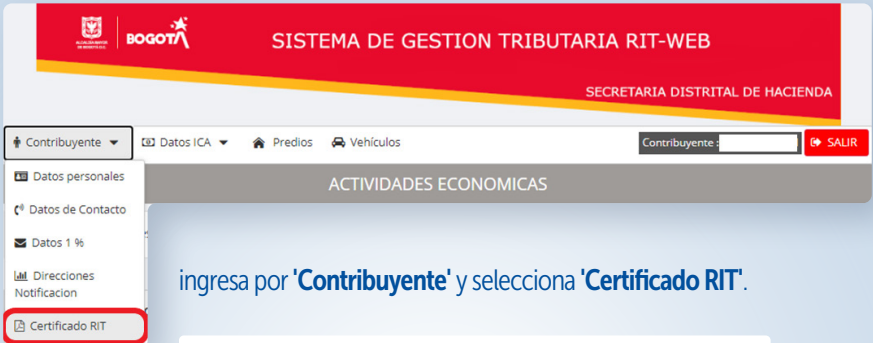 BOGOTÁ
SISTEMA DE GESTION TRIBUTARIA RIT-WEB
SECRETARIA DISTRITAL DE HACIENDA
Contribuyente
Datos ICA
Predios
Vehículos
Contribuyente :
SALIR
Datos personales
ACTIVIDADES ECONOMICAS
Datos de Contacto
Datos 1 %
Direcciones
Notificacion
Certificado RIT
ingresa por 'Contribuyente' y selecciona 'Certificado RIT'.